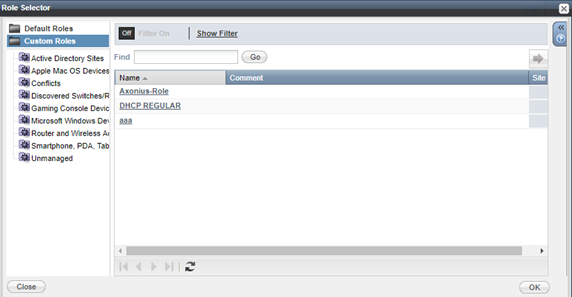 Role Selector
Default Roles
Custom Roles
Active Directory Sites
Apple Mac OS Devices
Conflicts
Discovered Switches/R
Gaming Console Devic
Microsoft Windows Dev
Router and Wireless Ac
Smartphone, PDA, Tab
Unmanaged
Off Filter On Show Filter
Find Go
Name Comment Site
Axonius-Role
DHCP REGULAR
aaa
Close OK